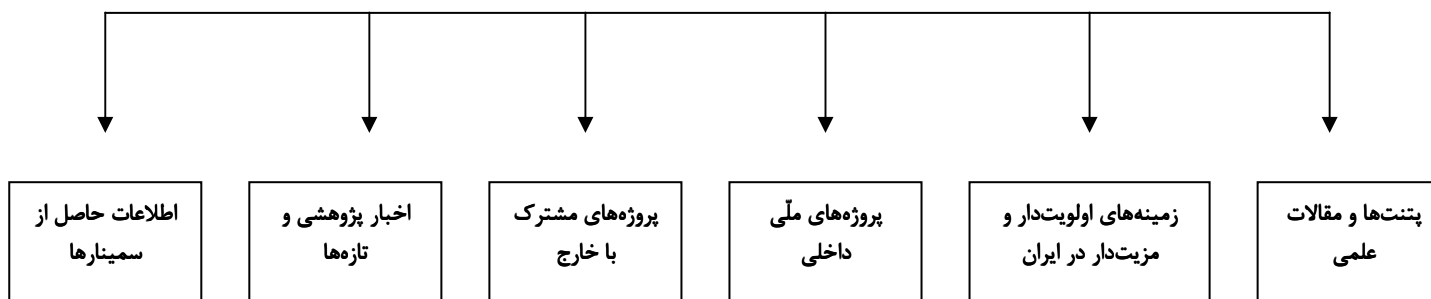 پتنت‌ها و مقالات
علمی
زمینه‌های اولویت‌دار و
مزیت‌دار در ایران
پروژه‌های ملّی
داخلی
پروژه‌های مشترک
با خارج
اخبار پژوهشی و
تازه‌ها
اطلاعات حاصل از
سمینارها